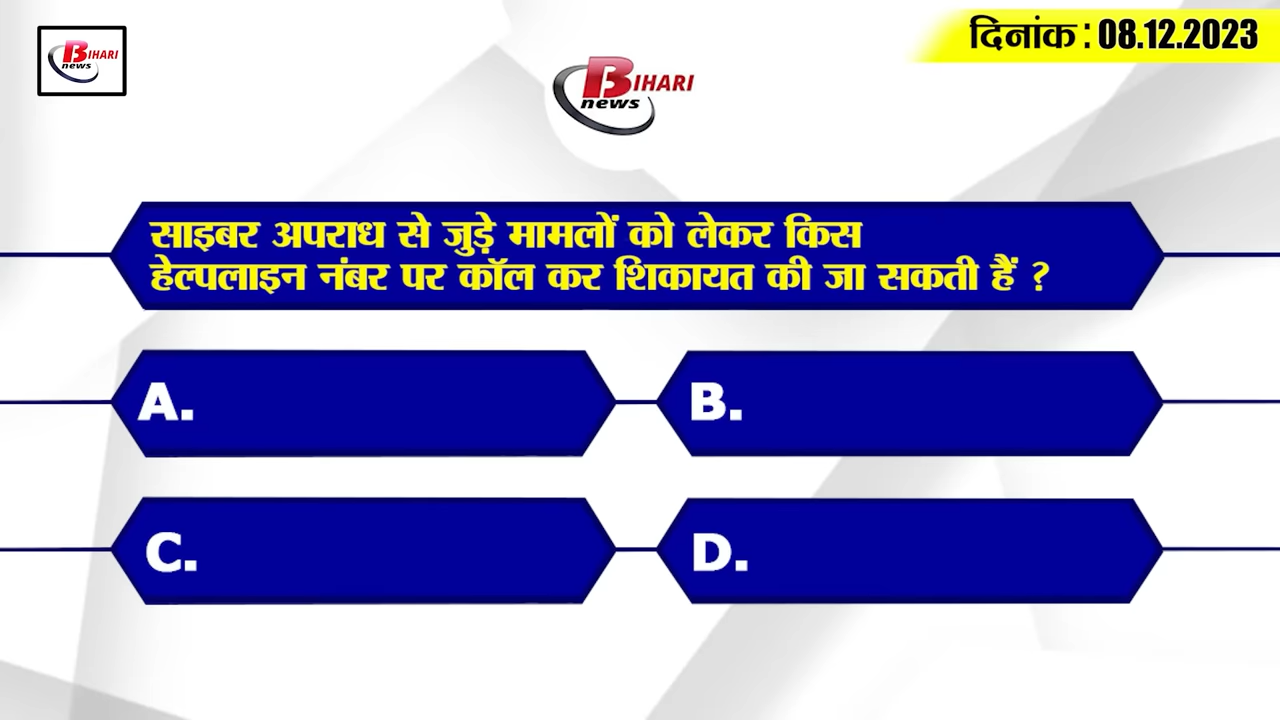 BIHARI
news
दिनांक : 08.12.2023
BIHARI
news
साइबर अपराध से जुड़े मामलों को लेकर किस
हेल्पलाइन नंबर पर कॉल कर शिकायत की जा सकती हैं ?
A.
B.
C.
D.